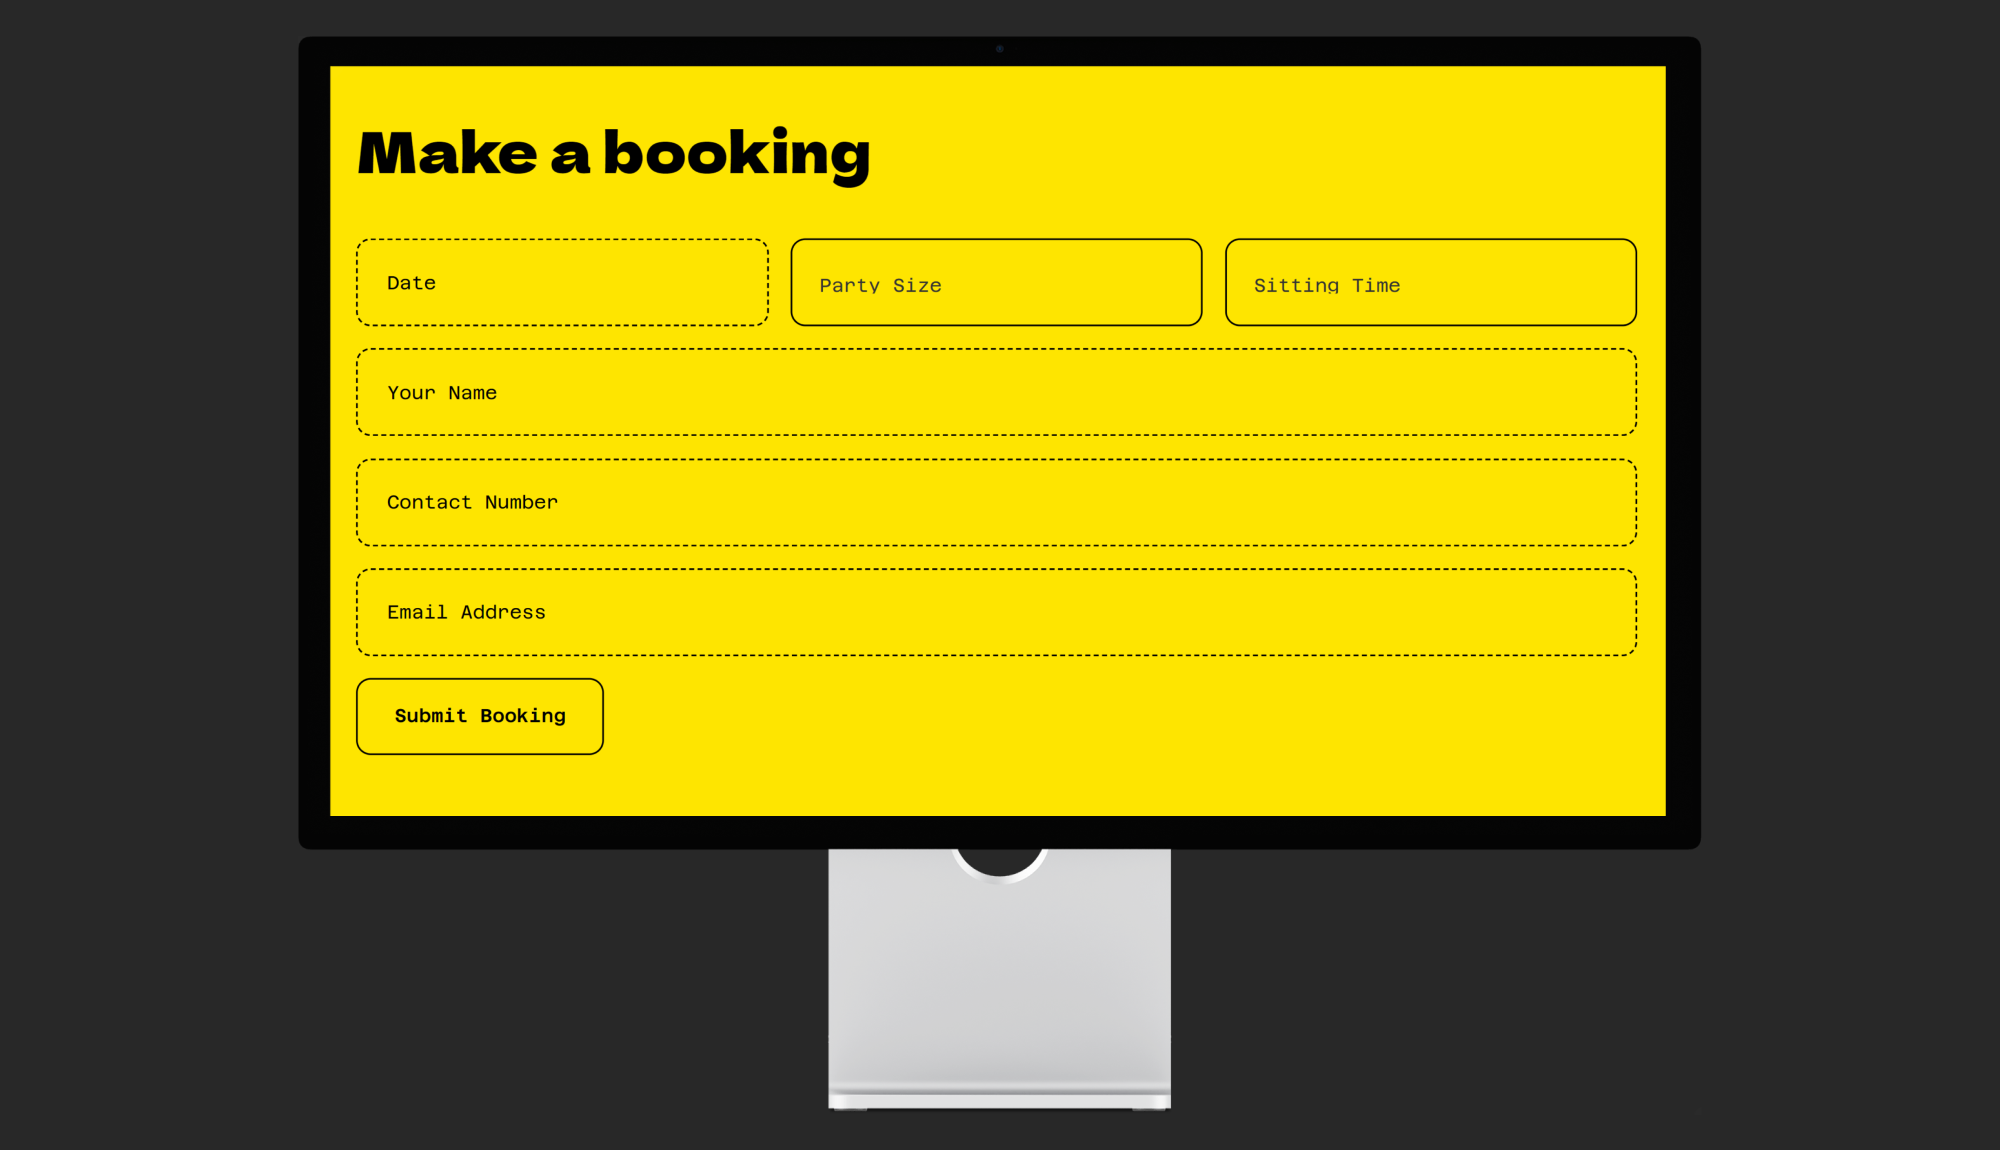 Make a booking
Date
Party Size
Sitting Time
Your Name
Contact Number
Email Address
Submit Booking